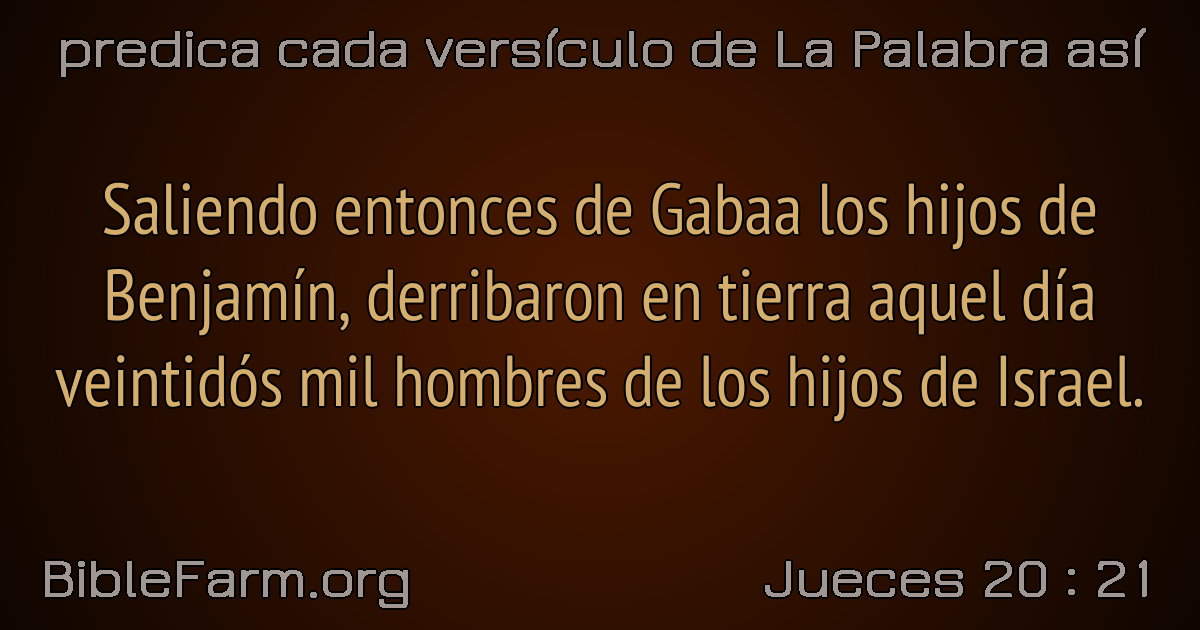 predica cada versículo de La Palabra así
Saliendo entonces de Gabaa los hijos de
Benjamín, derribaron en tierra aquel día
veintidós mil hombres de los hijos de Israel.
BibleFarm.org
Jueces 20 : 21